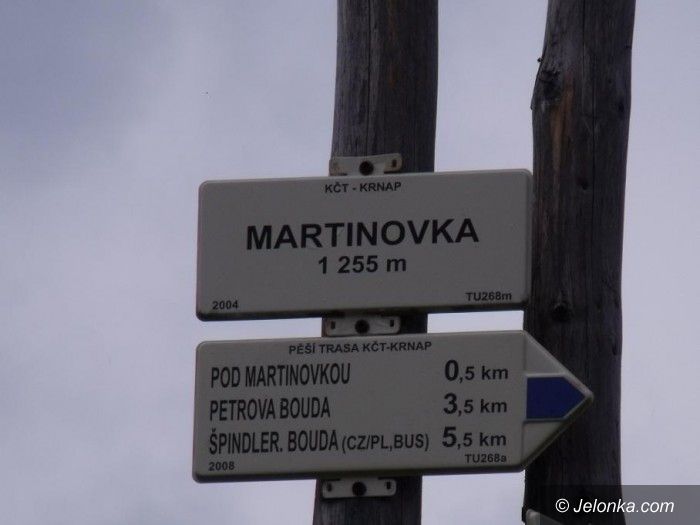 KČT - KRNAP
MARTINOVKA
1 255 m
2004 TU268m
PĚŠÍ TRASA KČT-KRNAP
POD MARTINOVKOU 0,5 km
PETROVA BOUDA 3,5 km
ŠPINDLER. BOUDA (CZ/PL,BUS) 5,5 km
2008 TU268a
© Jelonka.com